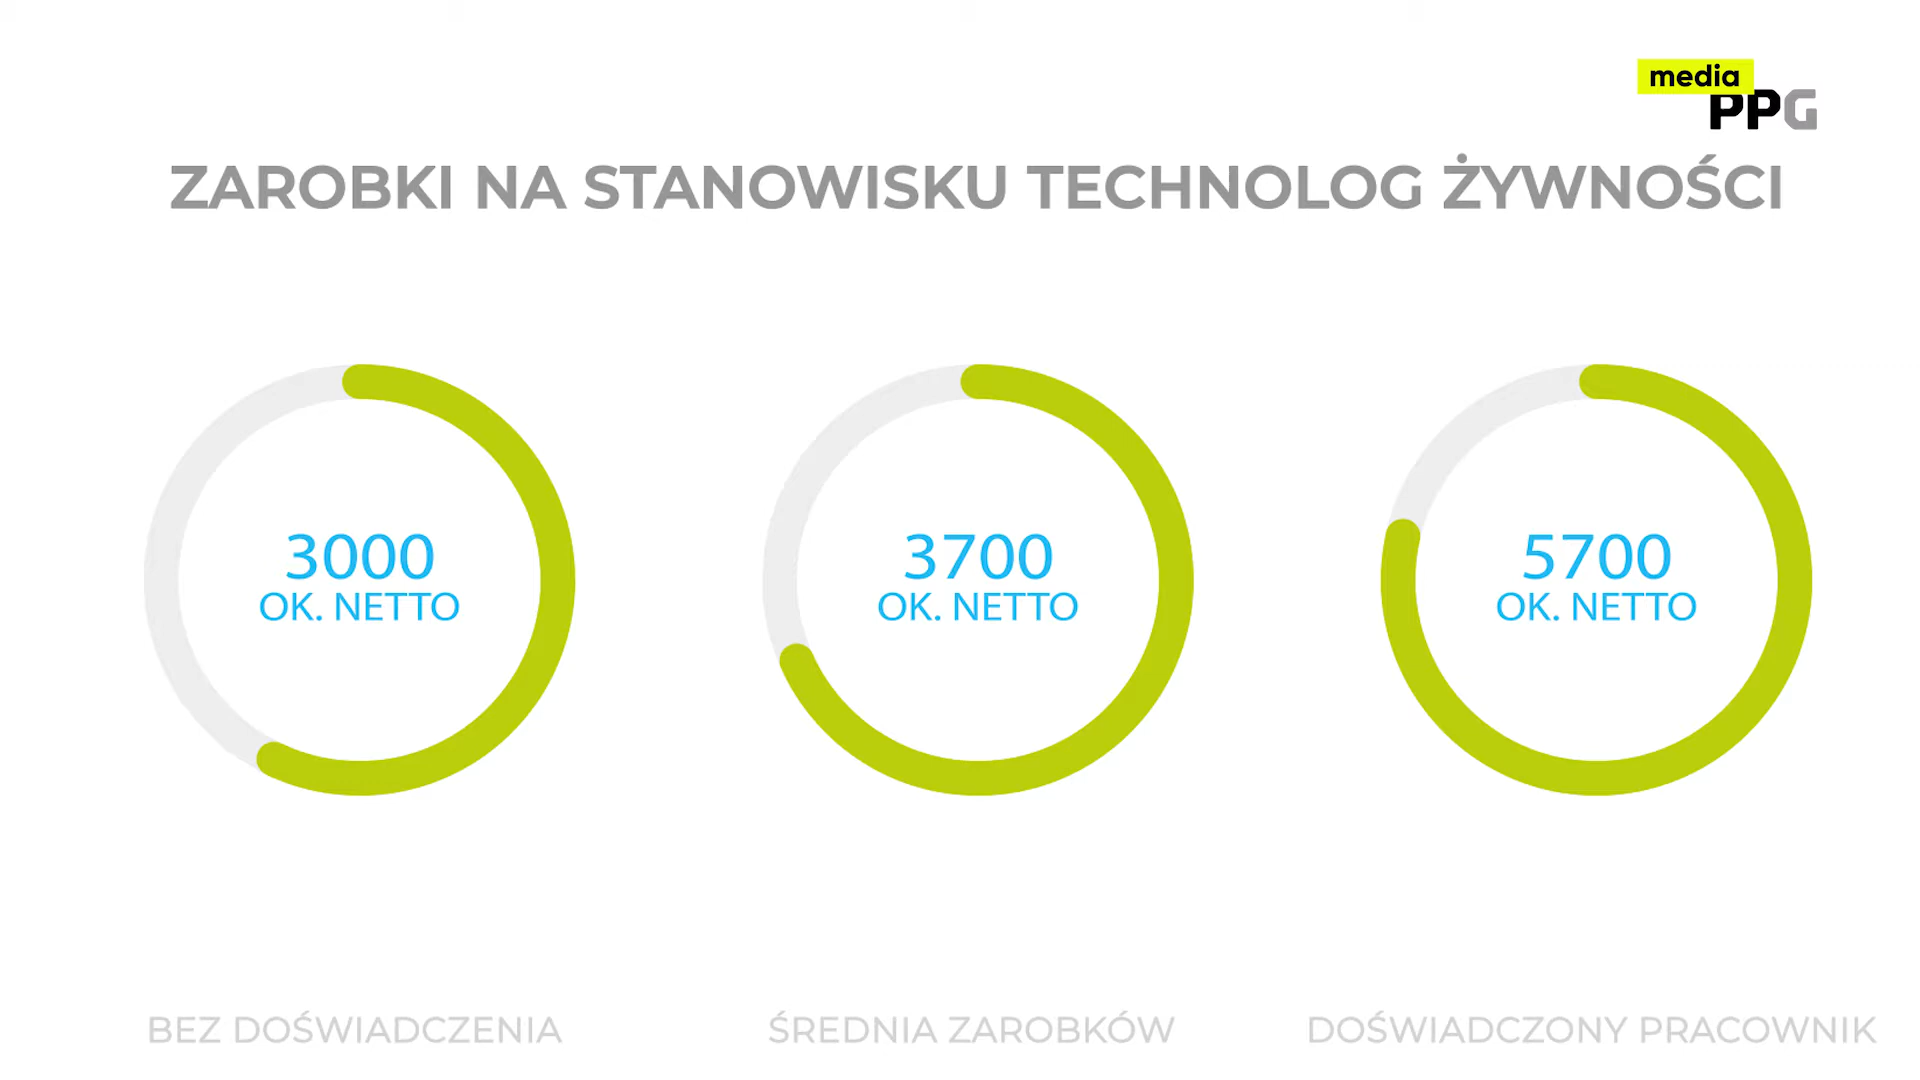 media
PPG
ZAROBKI NA STANOWISKU TECHNOLOG ŻYWNOŚCI
3000
OK. NETTO
3700
OK. NETTO
5700
OK. NETTO
BEZ DOŚWIADCZENIA
ŚREDNIA ZAROBKÓW
DOŚWIADCZONY PRACOWNIK